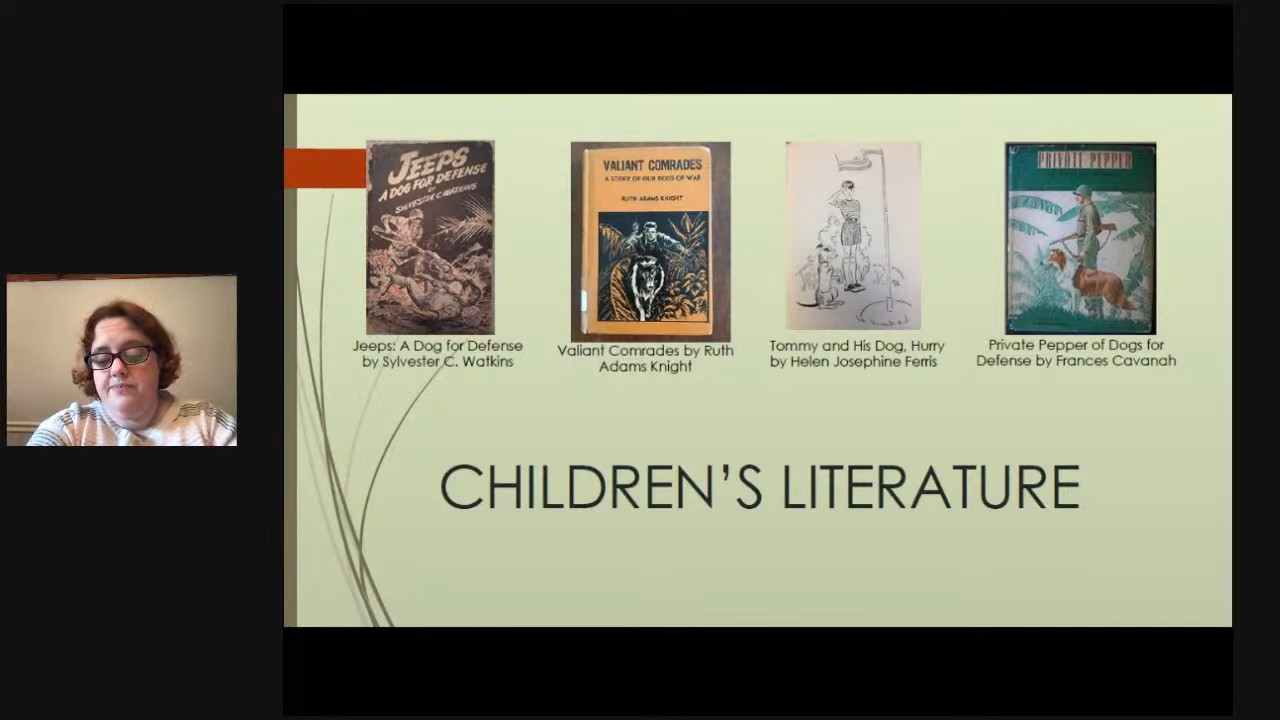 JEEPS
A DOG FOR DEFENSE
BY
SYLVESTER C. WATKINS
VALIANT COMRADES
A STORY OF OUR DOGS OF WAR
RUTH ADAMS KNIGHT
PRIVATE PEPPER
Jeeps: A Dog for Defense
by Sylvester C. Watkins
Valiant Comrades by Ruth
Adams Knight
Tommy and His Dog, Hurry
by Helen Josephine Ferris
Private Pepper of Dogs for
Defense by Frances Cavanah
CHILDREN'S LITERATURE